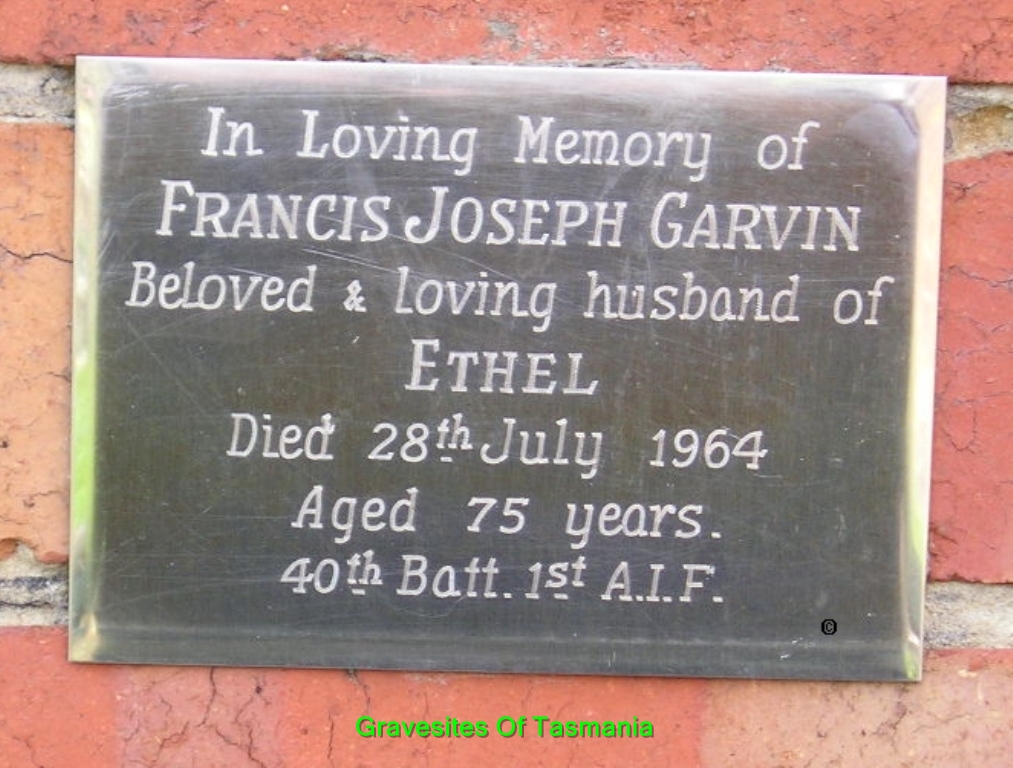 In Loving Memory of
FRANCIS JOSEPH GARVIN
Beloved & loving husband of
ETHEL
Died 28th July 1964
Aged 75 years.
40th Batt. 1st A.I.F.
©
Gravesites Of Tasmania